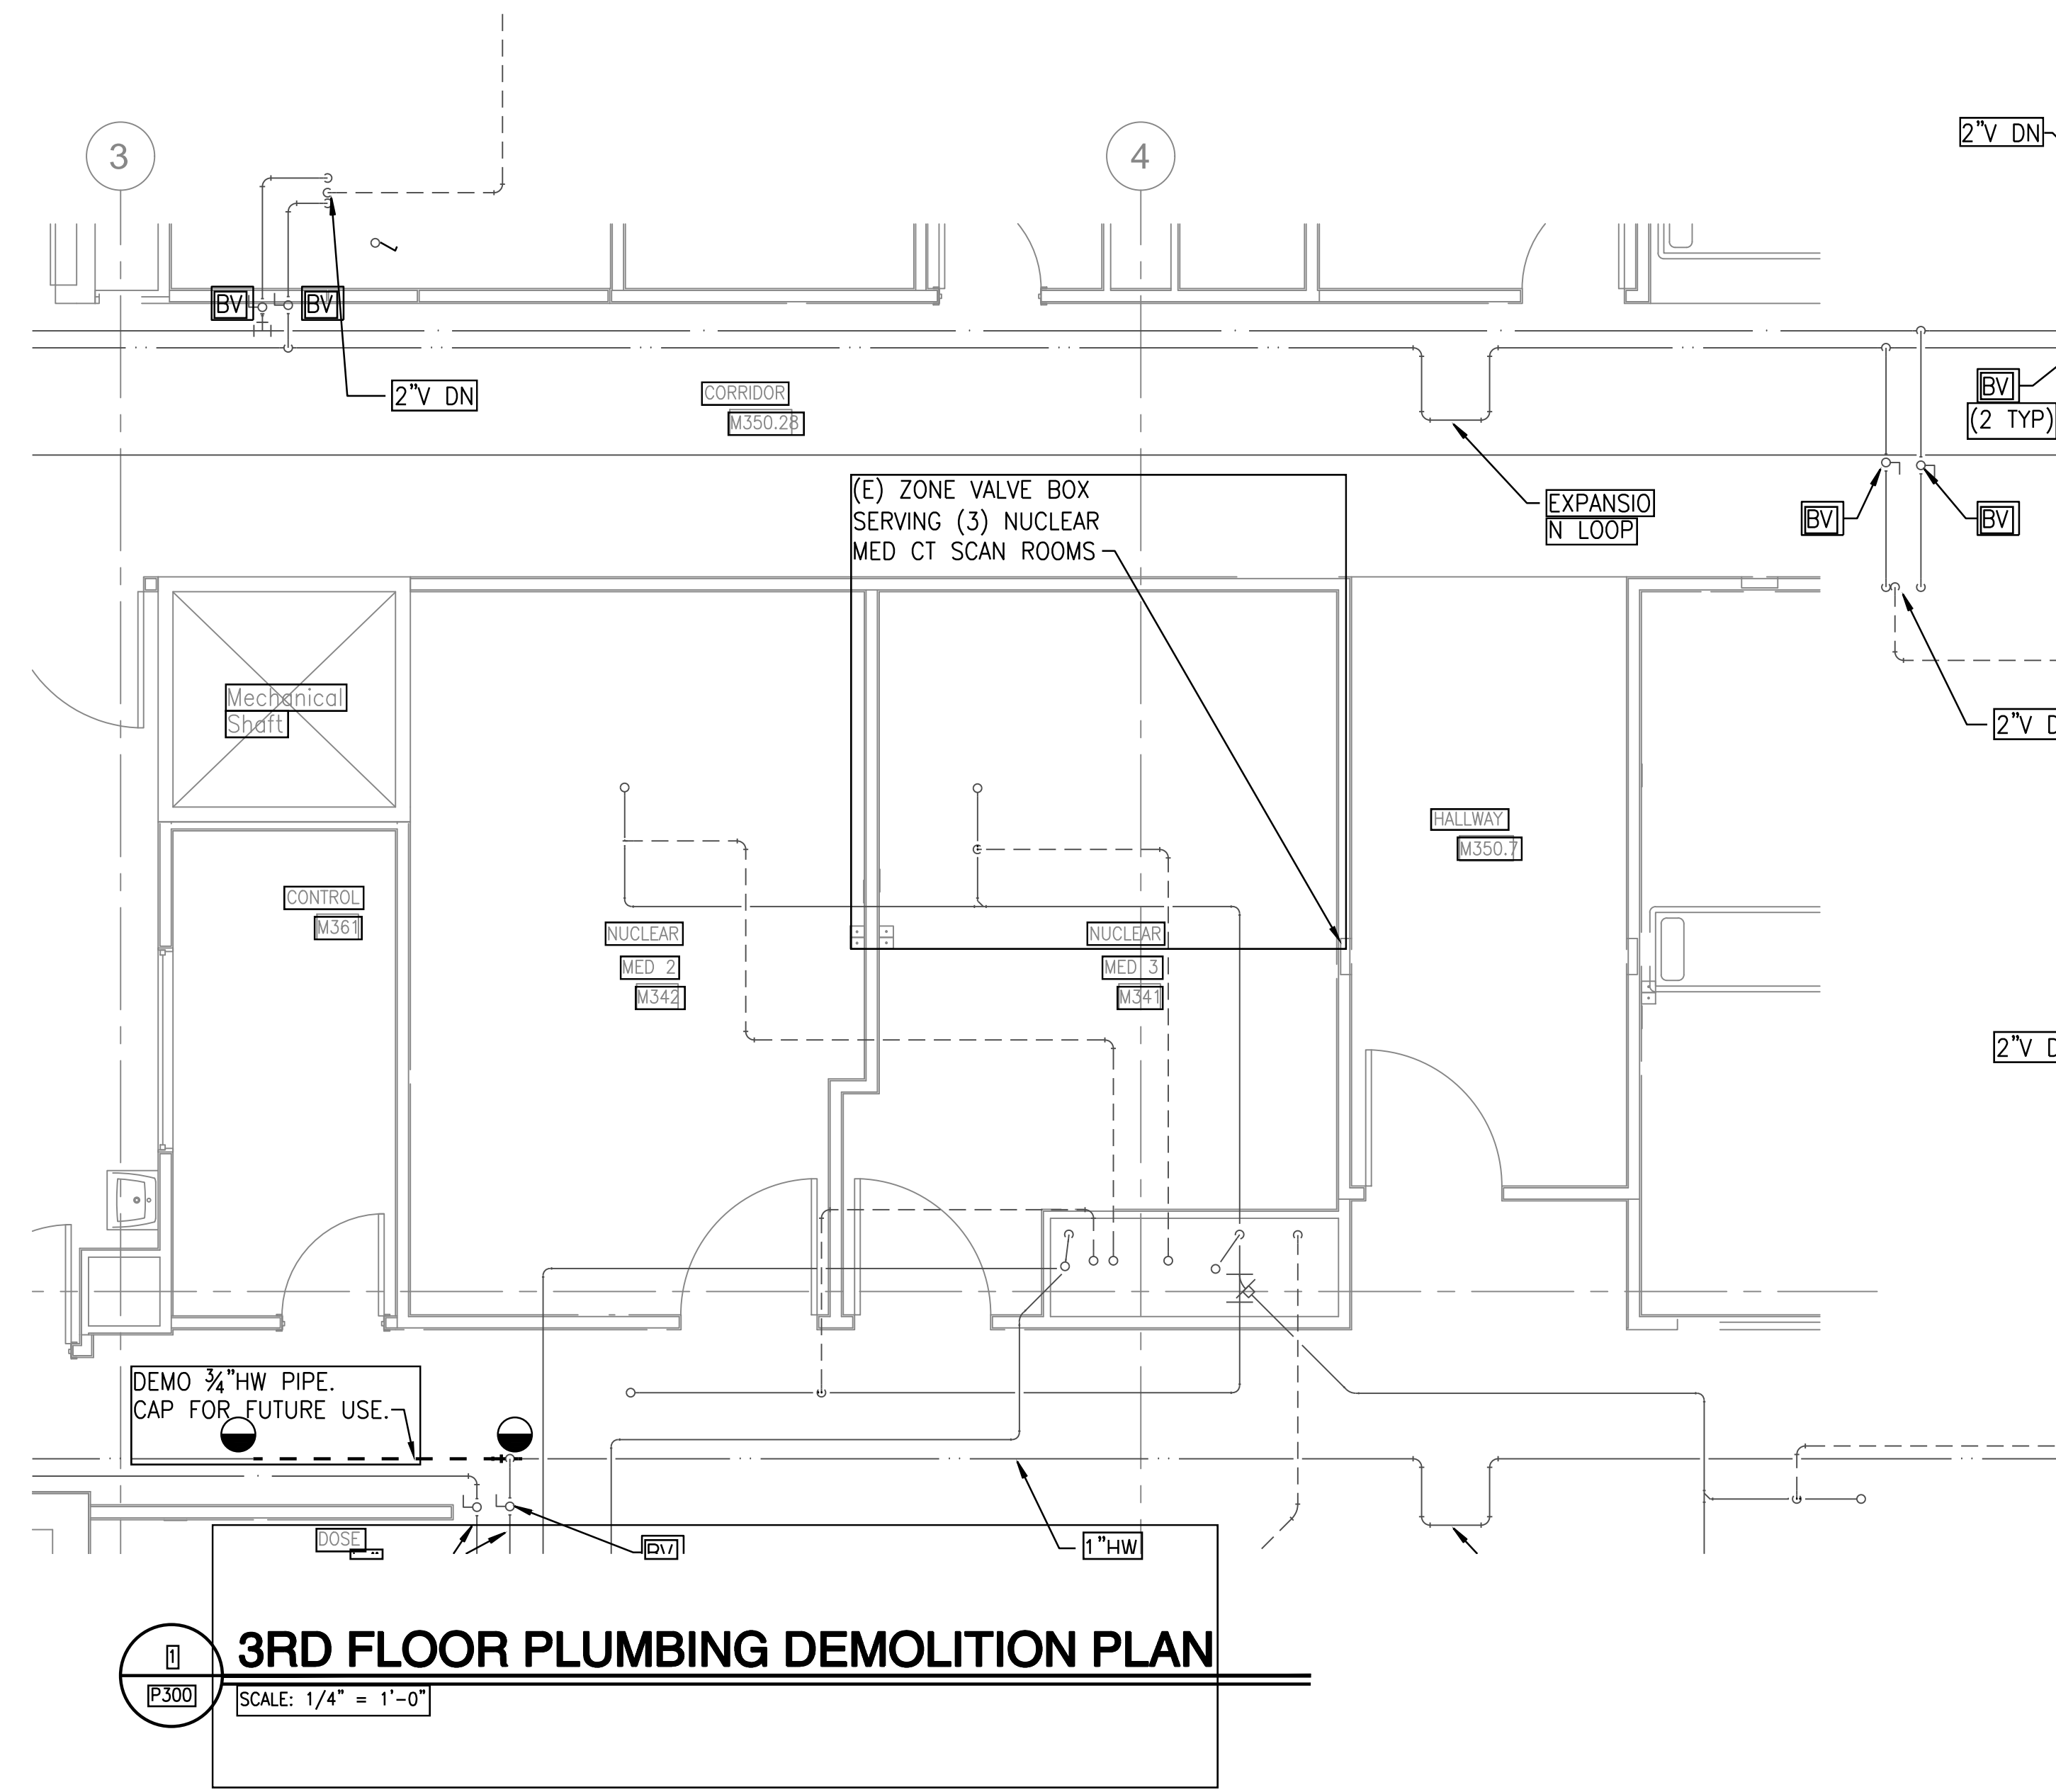 3
4
2"V DN
BV
BV
2"V DN
CORRIDOR
M350.28
BV
(2 TYP)
(E) ZONE VALVE BOX
SERVING (3) NUCLEAR
MED CT SCAN ROOMS
EXPANSIO
N LOOP
BV
BV
Mechanical
Shaft
2"V D
HALLWAY
M350.7
CONTROL
M361
NUCLEAR
MED 2
M342
NUCLEAR
MED 3
M341
2"V D
DEMO ¾"HW PIPE.
CAP FOR FUTURE USE.
DOSE
BV
1"HW
1
P300
3RD FLOOR PLUMBING DEMOLITION PLAN
SCALE: 1/4" = 1'-0"